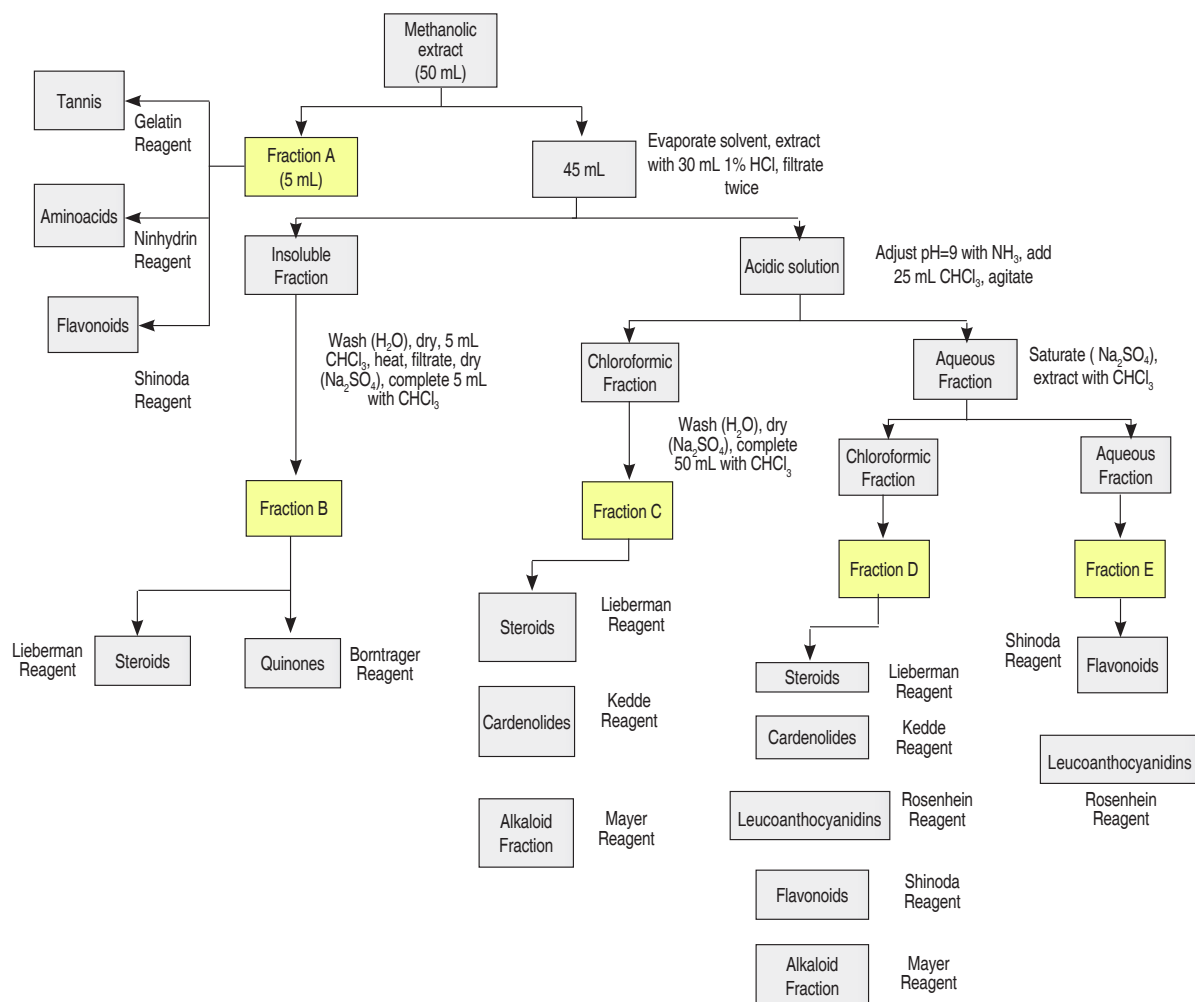 Methanolic
extract
(50 mL)
Tannis
Gelatin
Reagent
Fraction A
(5 mL)
45 mL
Evaporate solvent, extract
with 30 mL 1% HCl, filtrate
twice
Aminoacids
Ninhydrin
Reagent
Insoluble
Fraction
Acidic solution
Adjust pH=9 with NH₃, add
25 mL CHCl₃, agitate
Flavonoids
Shinoda
Reagent
Wash (H₂O), dry, 5 mL
CHCl₃, heat, filtrate, dry
(Na₂SO₄), complete 5 mL
with CHCl₃
Chloroformic
Fraction
Aqueous
Fraction
Saturate ( Na₂SO₄),
extract with CHCl₃
Wash (H₂O), dry
(Na₂SO₄), complete
50 mL with CHCl₃
Chloroformic
Fraction
Aqueous
Fraction
Fraction B
Fraction C
Fraction D
Fraction E
Lieberman
Reagent
Steroids
Quinones
Borntrager
Reagent
Steroids
Lieberman
Reagent
Cardenolides
Kedde
Reagent
Alkaloid
Fraction
Mayer
Reagent
Steroids
Lieberman
Reagent
Cardenolides
Kedde
Reagent
Leucoanthocyanidins
Rosenhein
Reagent
Flavonoids
Shinoda
Reagent
Alkaloid
Fraction
Mayer
Reagent
Shinoda
Reagent
Flavonoids
Leucoanthocyanidins
Rosenhein
Reagent